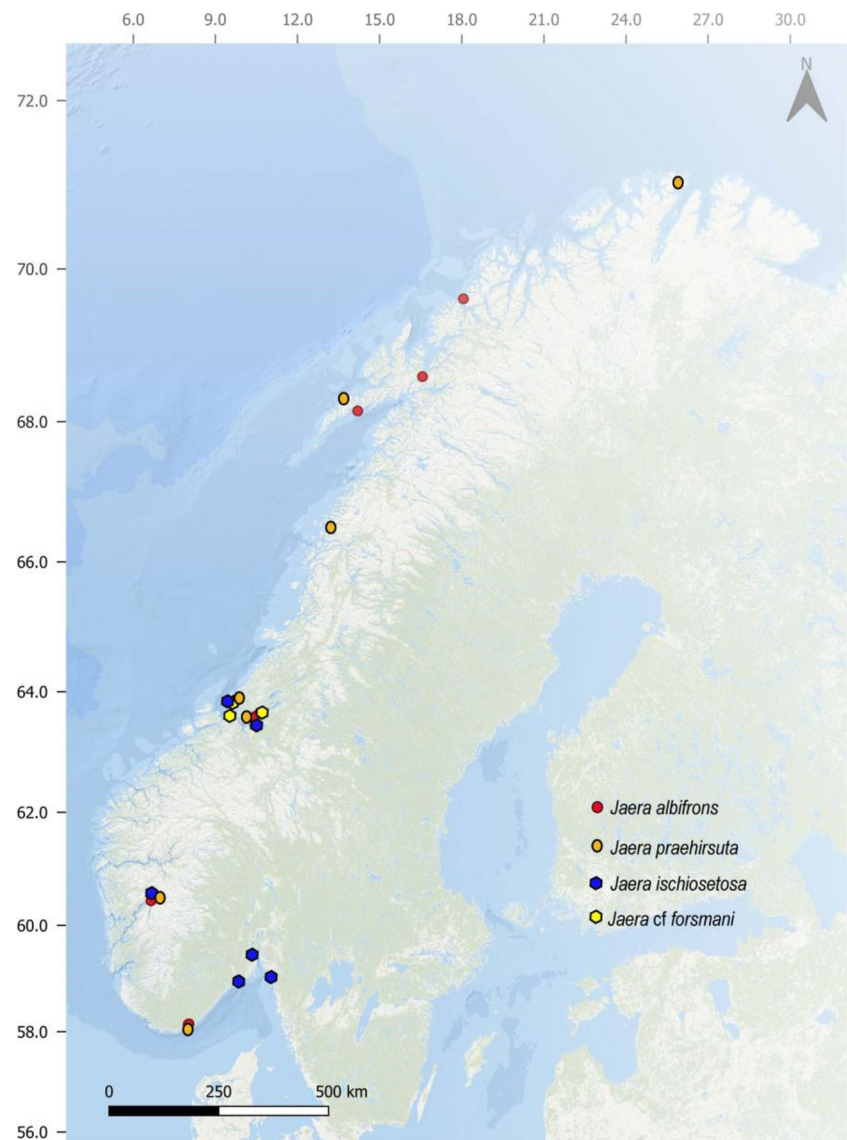 6.0 9.0 12.0 15.0 18.0 21.0 24.0 27.0 30.0
N
72.0
70.0
68.0
66.0
64.0
62.0
60.0
58.0
56.0
Jaera albifrons
Jaera praehirsuta
Jaera ischiosetosa
Jaera cf forsmani
0 250 500 km